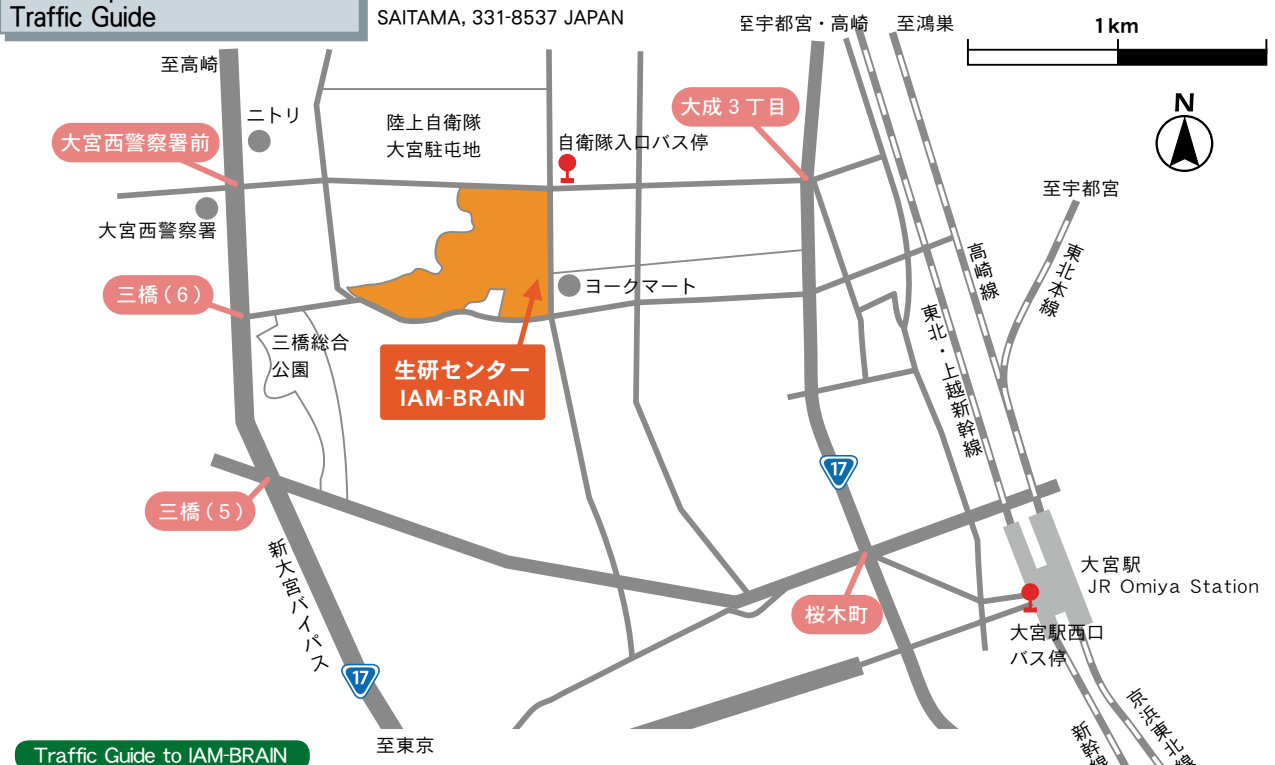 Traffic Guide
SAITAMA, 331-8537 JAPAN
至宇都宮・高崎
至鴻巣
1km
至高崎
N
ニトリ
大成3丁目
陸上自衛隊
大宮駐屯地
大宮西警察署前
自衛隊入口バス停
至宇都宮
大宮西警察署
高崎線
東北本線
三橋(6)
ヨークマート
東北・上越新幹線
三橋総合
公園
生研センター
IAM-BRAIN
17
三橋(5)
新大宮バイパス
大宮駅
JR Omiya Station
桜木町
大宮駅西口
バス停
17
至東京
京浜東北線
新幹線
Traffic Guide to IAM-BRAIN